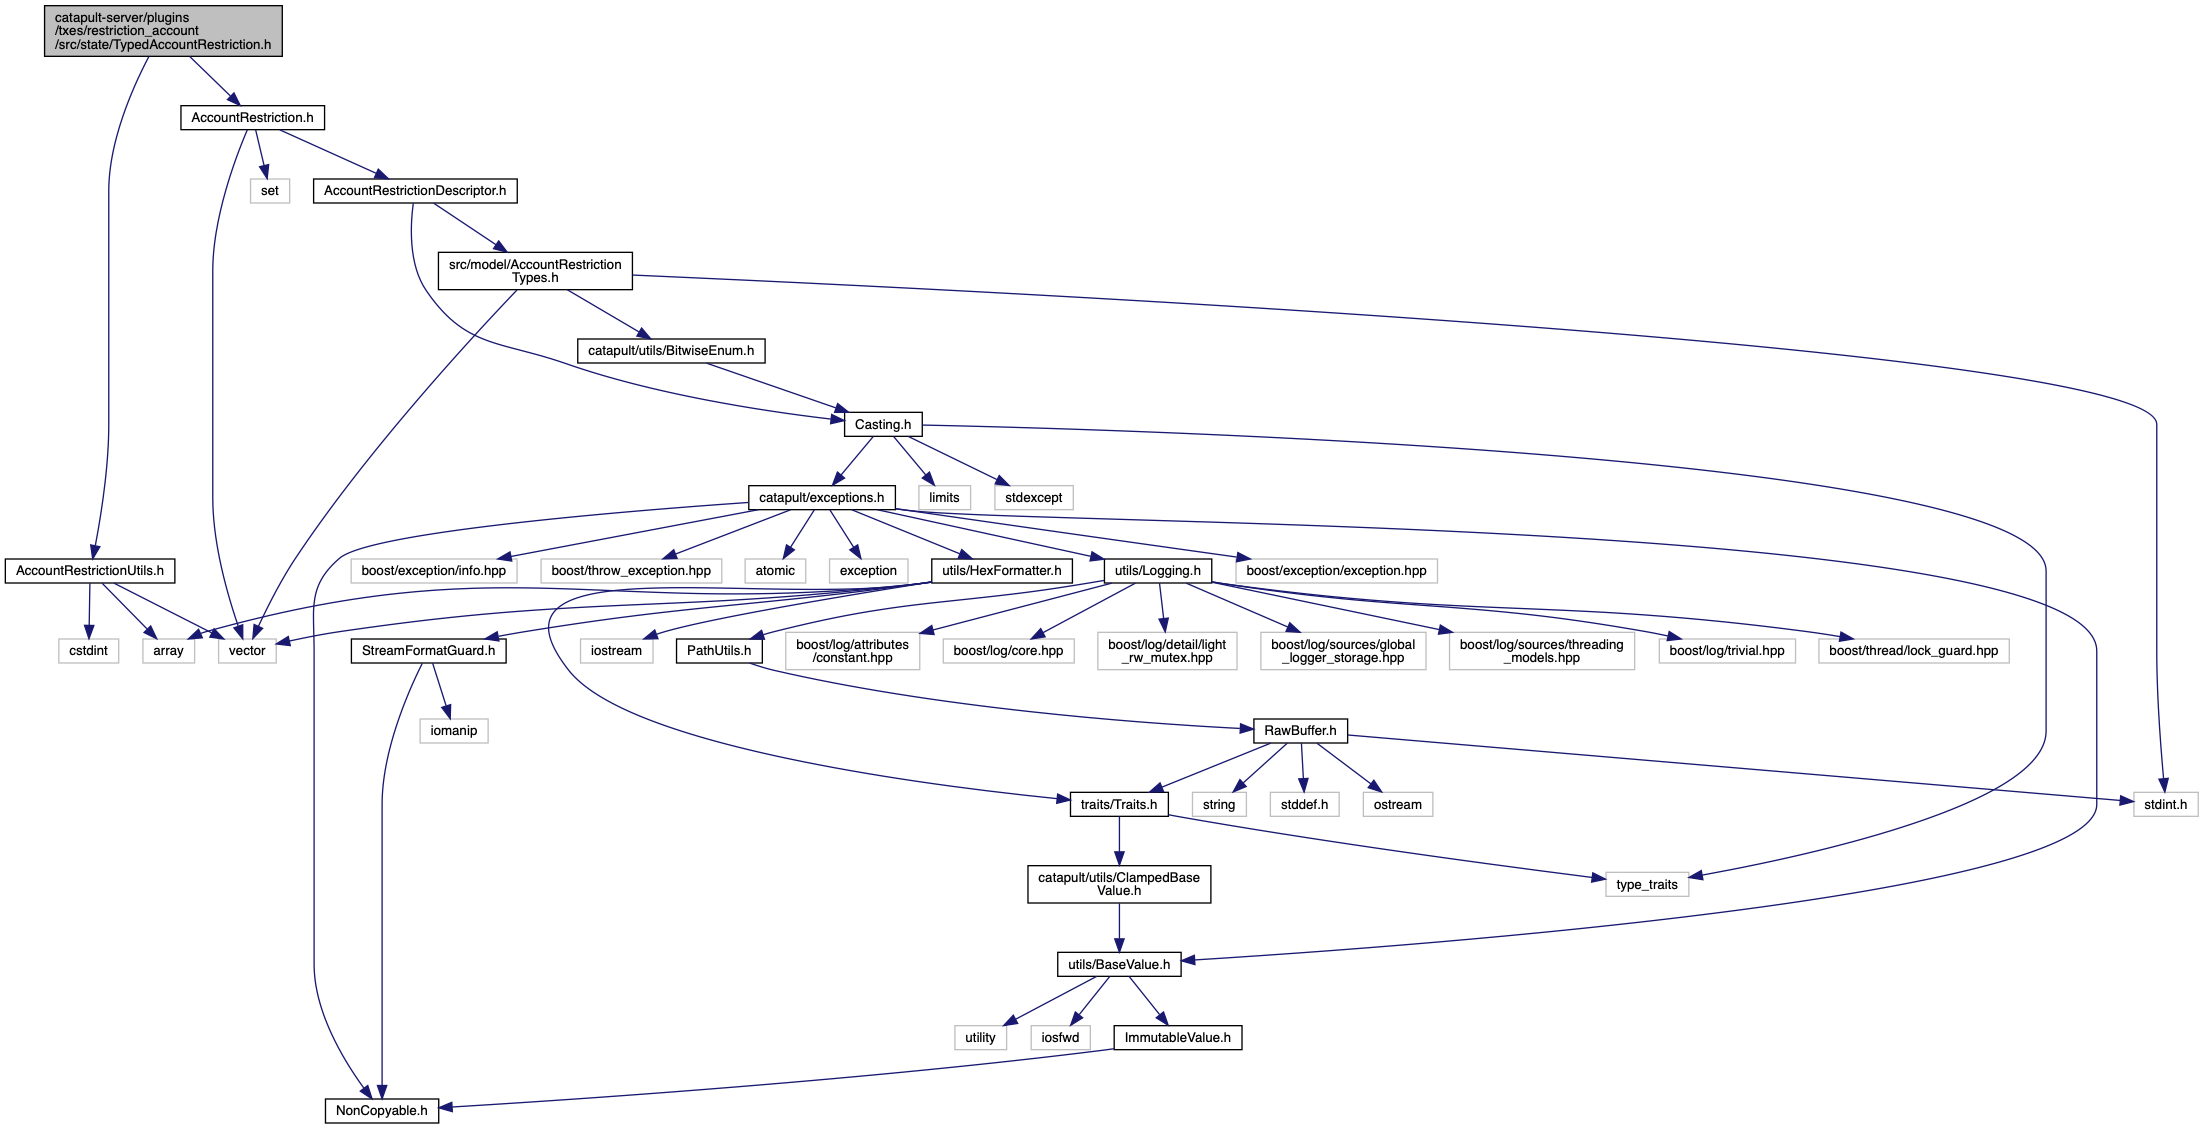 catapult-server/plugins
/txes/restriction_account
/src/state/TypedAccountRestriction.h
AccountRestriction.h
set
AccountRestrictionDescriptor.h
src/model/AccountRestriction
Types.h
catapult/utils/BitwiseEnum.h
Casting.h
catapult/exceptions.h
limits
stdexcept
AccountRestrictionUtils.h
boost/exception/info.hpp
boost/throw_exception.hpp
atomic
exception
utils/HexFormatter.h
utils/Logging.h
boost/exception/exception.hpp
cstdint
array
vector
StreamFormatGuard.h
iostream
PathUtils.h
boost/log/attributes
/constant.hpp
boost/log/core.hpp
boost/log/detail/light
_rw_mutex.hpp
boost/log/sources/global
_logger_storage.hpp
boost/log/sources/threading
_models.hpp
boost/log/trivial.hpp
boost/thread/lock_guard.hpp
iomanip
RawBuffer.h
traits/Traits.h
string
stddef.h
ostream
stdint.h
catapult/utils/ClampedBase
Value.h
type_traits
utils/BaseValue.h
utility
iosfwd
ImmutableValue.h
NonCopyable.h